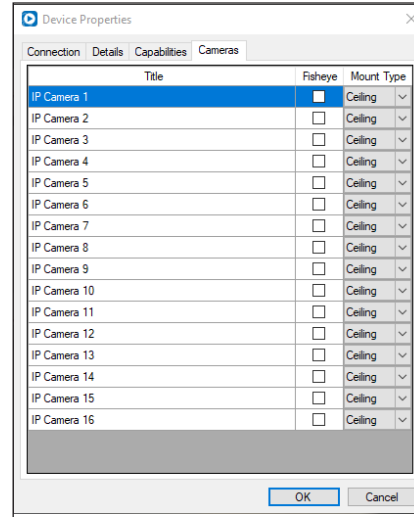 Device Properties
Connection Details Capabilities Cameras
Title Fisheye Mount Type
IP Camera 1 Ceiling
IP Camera 2 Ceiling
IP Camera 3 Ceiling
IP Camera 4 Ceiling
IP Camera 5 Ceiling
IP Camera 6 Ceiling
IP Camera 7 Ceiling
IP Camera 8 Ceiling
IP Camera 9 Ceiling
IP Camera 10 Ceiling
IP Camera 11 Ceiling
IP Camera 12 Ceiling
IP Camera 13 Ceiling
IP Camera 14 Ceiling
IP Camera 15 Ceiling
IP Camera 16 Ceiling
OK Cancel